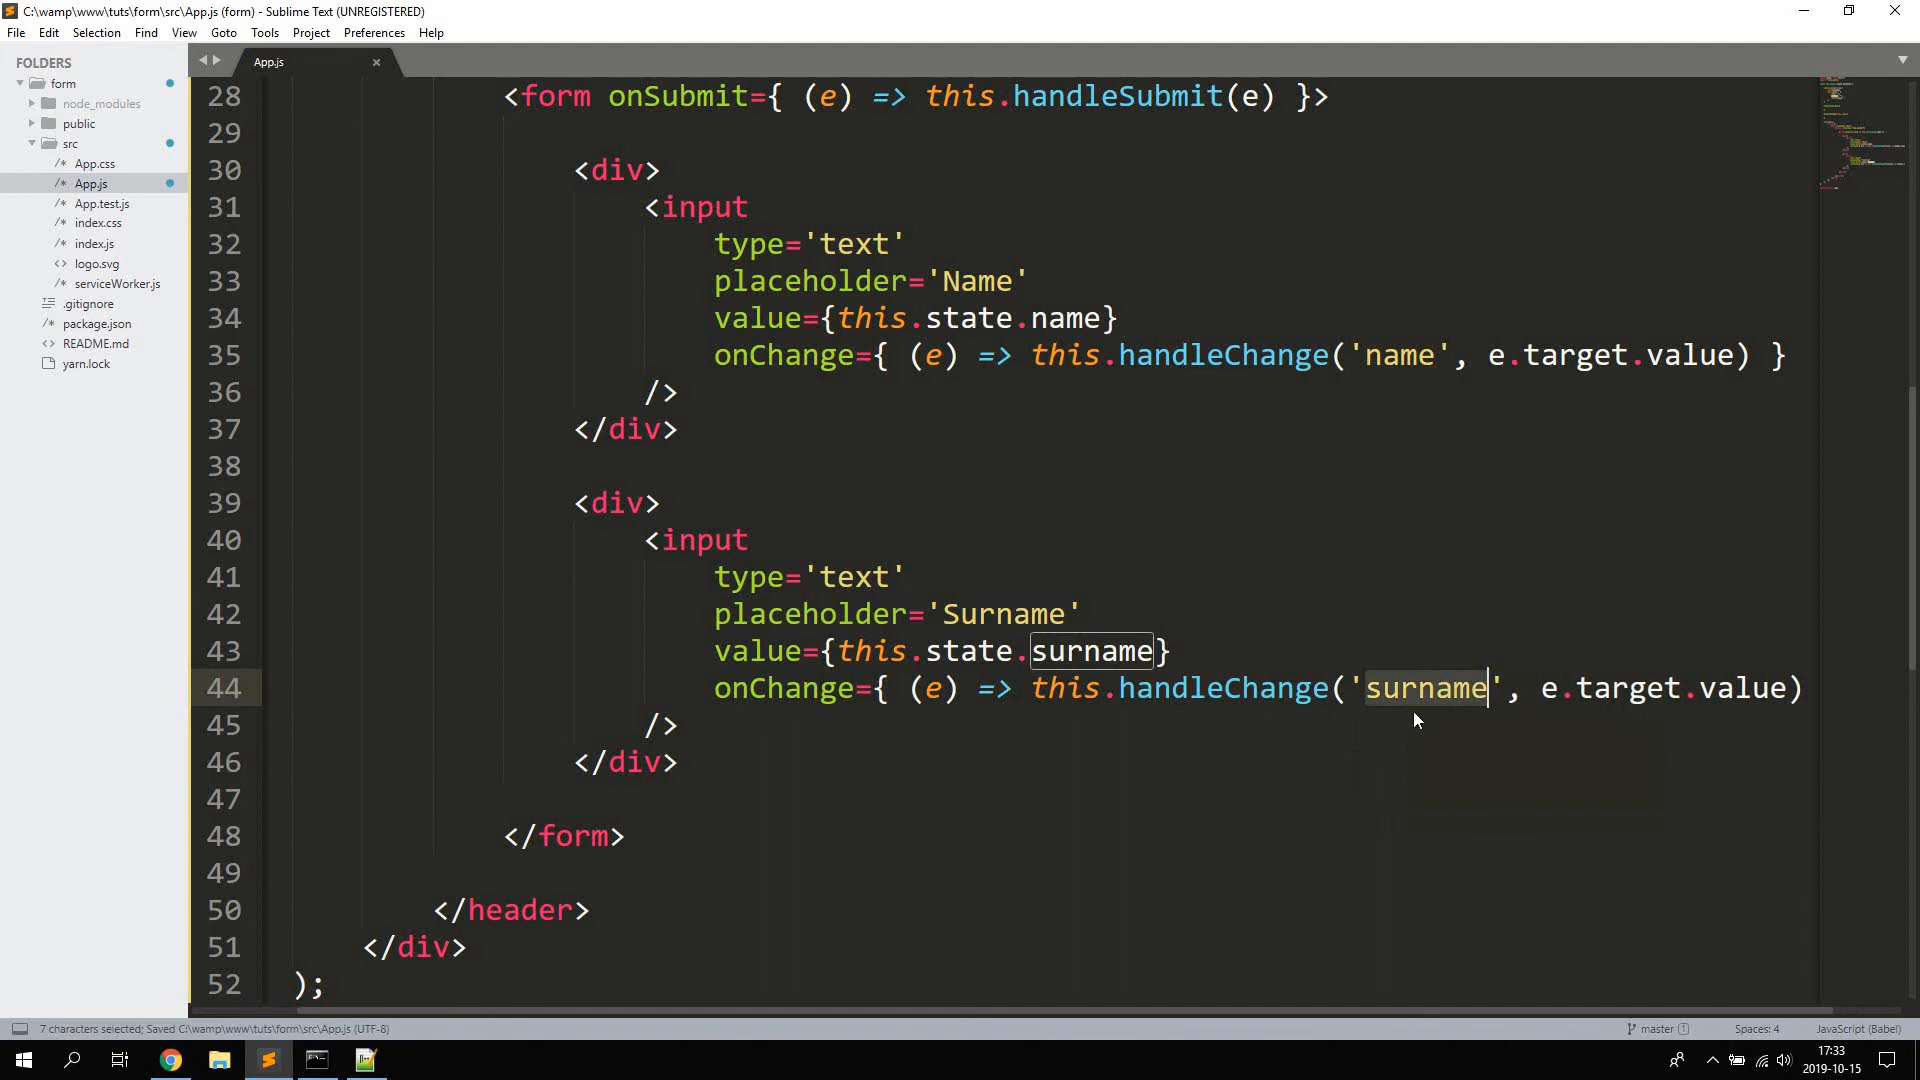 C:\wamp\www\tuts\form\src\App.js (form) - Sublime Text (UNREGISTERED)
File Edit Selection Find View Goto Tools Project Preferences Help
FOLDERS
form
node_modules
public
src
/* App.css
/* App.js
/* App.test.js
/* index.css
/* index.js
<> logo.svg
/* serviceWorker.js
.gitignore
/* package.json
<> README.md
yarn.lock
App.js
28 <form onSubmit={ (e) => this.handleSubmit(e) }>
29
30 <div>
31 <input
32 type='text'
33 placeholder='Name'
34 value={this.state.name}
35 onChange={ (e) => this.handleChange('name', e.target.value) }
36 />
37 </div>
38
39 <div>
40 <input
41 type='text'
42 placeholder='Surname'
43 value={this.state.surname}
44 onChange={ (e) => this.handleChange('surname', e.target.value)
45 />
46 </div>
47
48 </form>
49
50 </header>
51 </div>
52 );
7 characters selected; Saved C:\wamp\www\tuts\form\src\App.js (UTF-8)
master 1
Spaces: 4
JavaScript (Babel)
17:33
2019-10-15